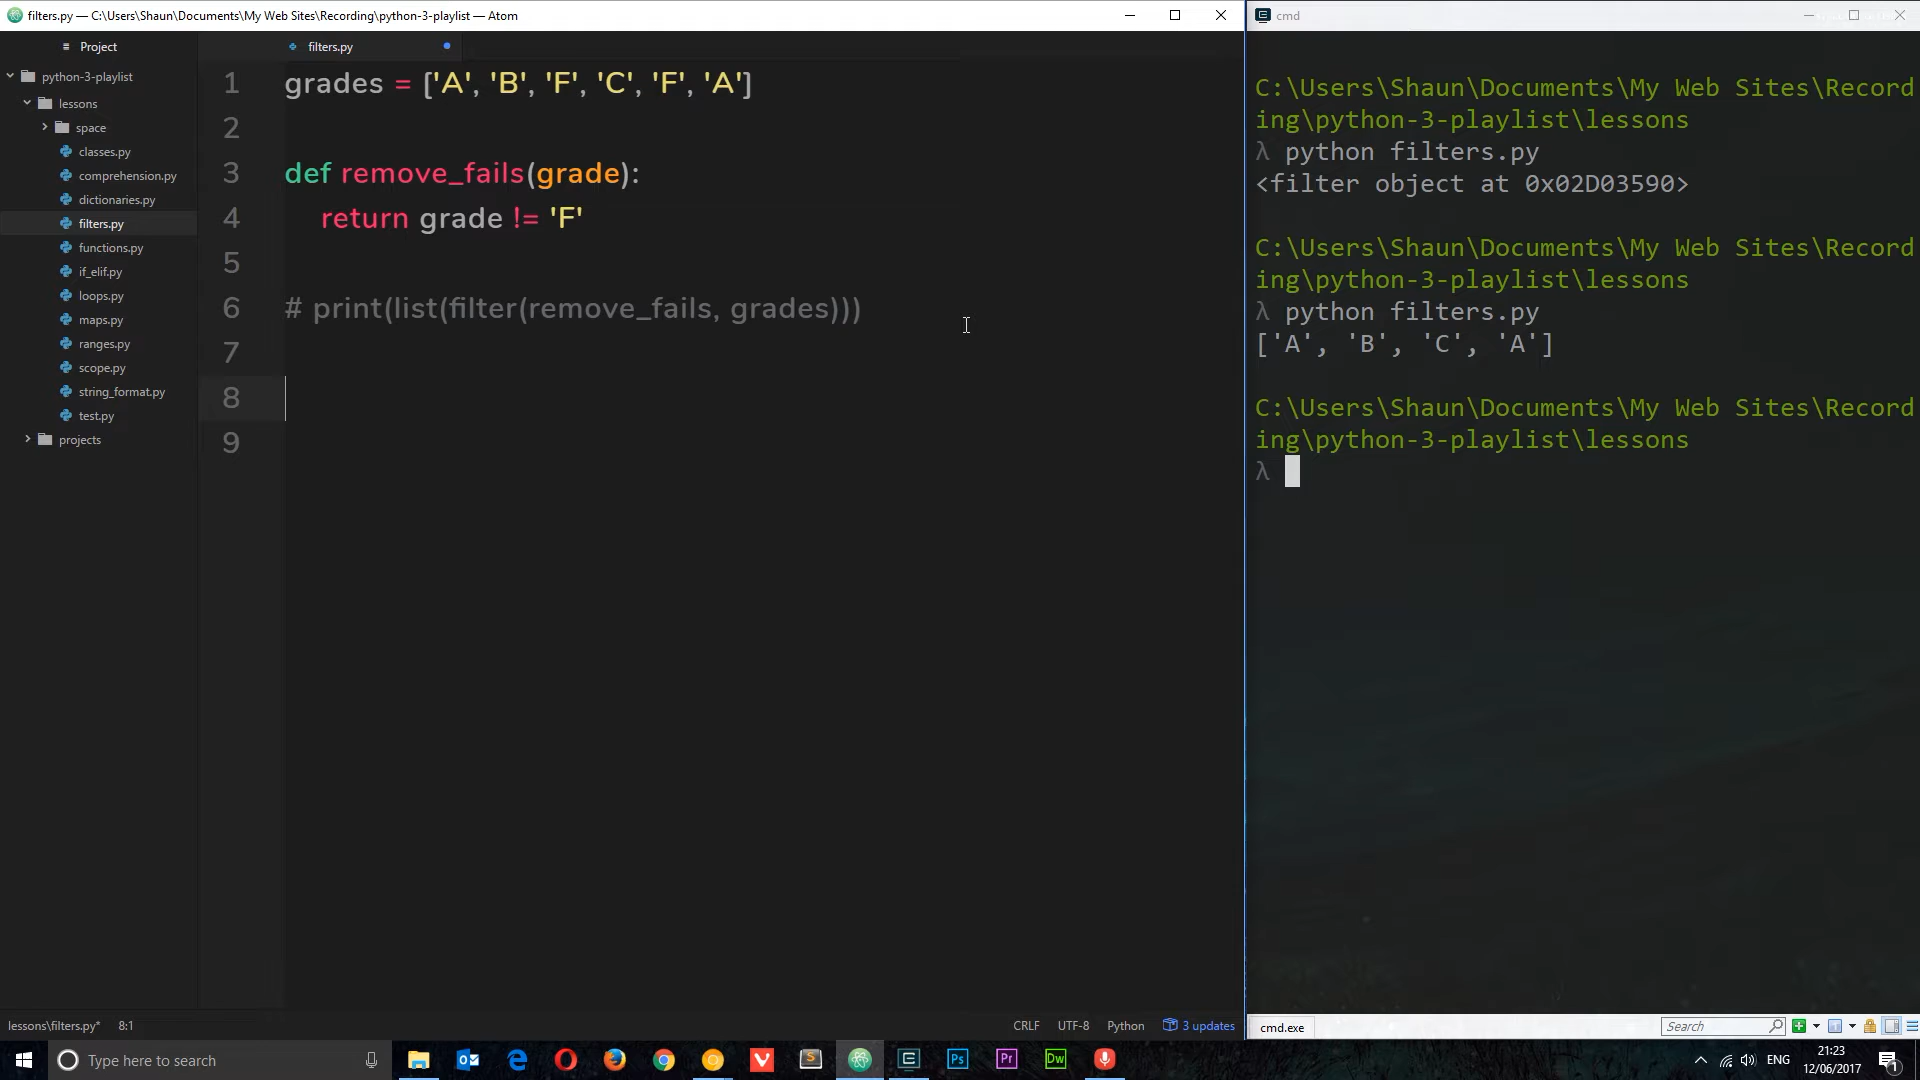 filters.py — C:\Users\Shaun\Documents\My Web Sites\Recording\python-3-playlist — Atom
Project
python-3-playlist
lessons
space
classes.py
comprehension.py
dictionaries.py
filters.py
functions.py
if_elif.py
loops.py
maps.py
ranges.py
scope.py
string_format.py
test.py
projects
filters.py
1 grades = ['A', 'B', 'F', 'C', 'F', 'A']
2
3 def remove_fails(grade):
4 return grade != 'F'
5
6 # print(list(filter(remove_fails, grades)))
7
8
9
lessons\filters.py* 8:1
CRLF UTF-8 Python 3 updates
cmd
C:\Users\Shaun\Documents\My Web Sites\Record
ing\python-3-playlist\lessons
λ python filters.py
<filter object at 0x02D03590>
C:\Users\Shaun\Documents\My Web Sites\Record
ing\python-3-playlist\lessons
λ python filters.py
['A', 'B', 'C', 'A']
C:\Users\Shaun\Documents\My Web Sites\Record
ing\python-3-playlist\lessons
λ
cmd.exe Search
Type here to search
Ps Pr Dw
ENG
21:23
12/06/2017
1